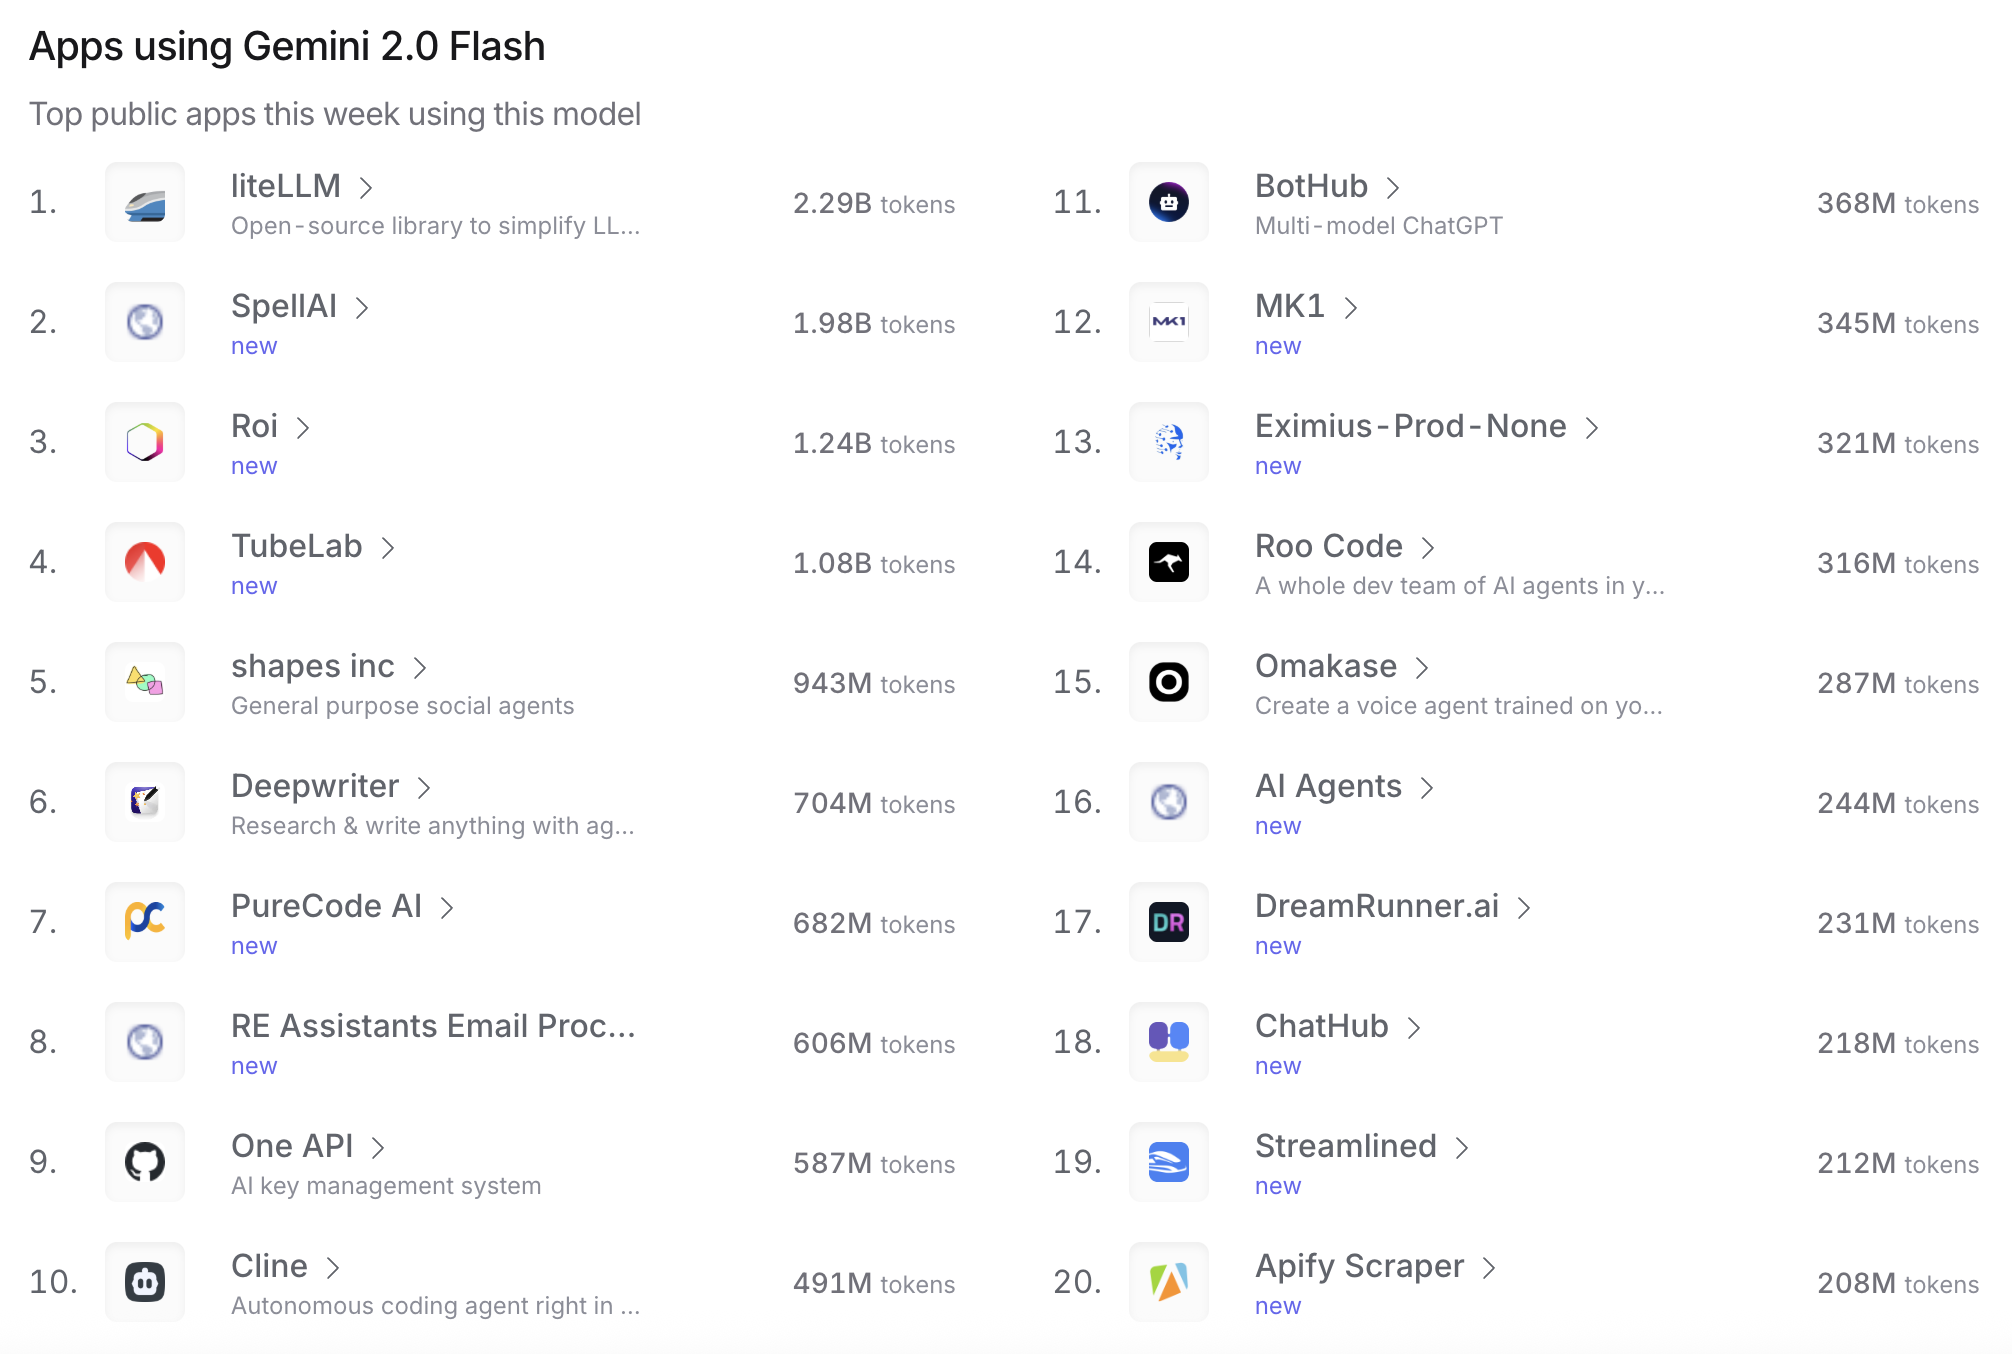 Apps using Gemini 2.0 Flash
Top public apps this week using this model
1.
liteLLM
Open-source library to simplify LL...
2.29B tokens
2.
SpellAI
new
1.98B tokens
3.
Roi
new
1.24B tokens
4.
TubeLab
new
1.08B tokens
5.
shapes inc
General purpose social agents
943M tokens
6.
Deepwriter
Research & write anything with ag...
704M tokens
7.
PC
PureCode AI
new
682M tokens
8.
RE Assistants Email Proc...
new
606M tokens
9.
One API
AI key management system
587M tokens
10.
Cline
Autonomous coding agent right in ...
491M tokens
11.
BotHub
Multi-model ChatGPT
368M tokens
12.
MK1
MK1
new
345M tokens
13.
Eximius-Prod-None
new
321M tokens
14.
Roo Code
A whole dev team of AI agents in y...
316M tokens
15.
Omakase
Create a voice agent trained on yo...
287M tokens
16.
AI Agents
new
244M tokens
17.
DR
DreamRunner.ai
new
231M tokens
18.
ChatHub
new
218M tokens
19.
Streamlined
new
212M tokens
20.
Apify Scraper
new
208M tokens